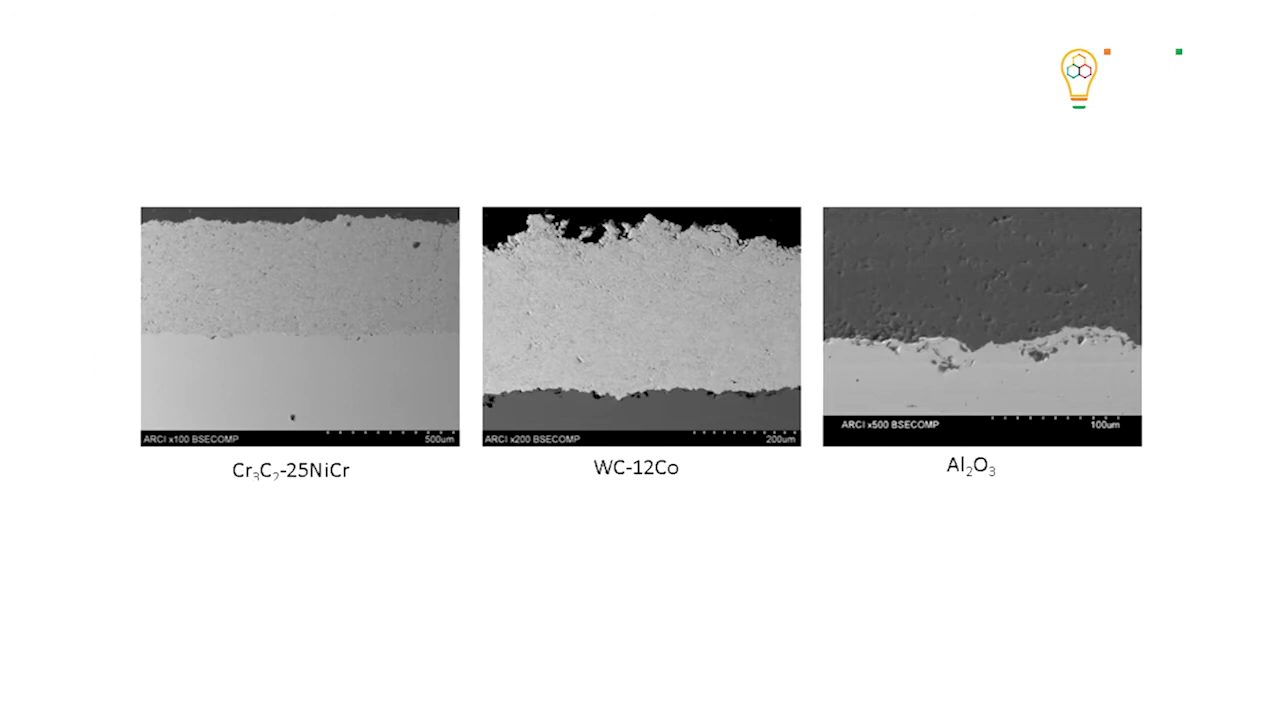 ARCI x100 BSECOMP 500um
ARCI x200 BSECOMP 200um
ARCI x500 BSECOMP 100um
Cr₃C₂-25NiCr
WC-12Co
Al₂O₃